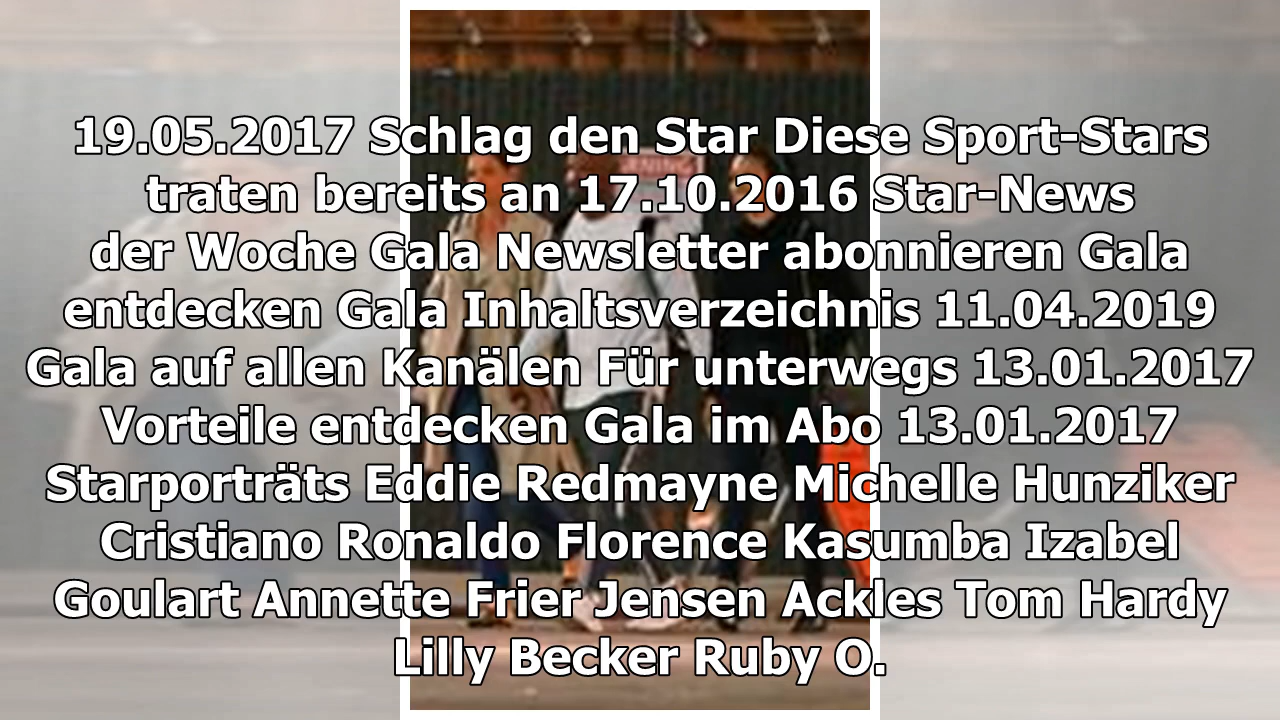 19.05.2017 Schlag den Star Diese Sport-Stars
traten bereits an 17.10.2016 Star-News
der Woche Gala Newsletter abonnieren Gala
entdecken Gala Inhaltsverzeichnis 11.04.2019
Gala auf allen Kanälen Für unterwegs 13.01.2017
Vorteile entdecken Gala im Abo 13.01.2017
Starporträts Eddie Redmayne Michelle Hunziker
Cristiano Ronaldo Florence Kasumba Izabel
Goulart Annette Frier Jensen Ackles Tom Hardy
Lilly Becker Ruby O.